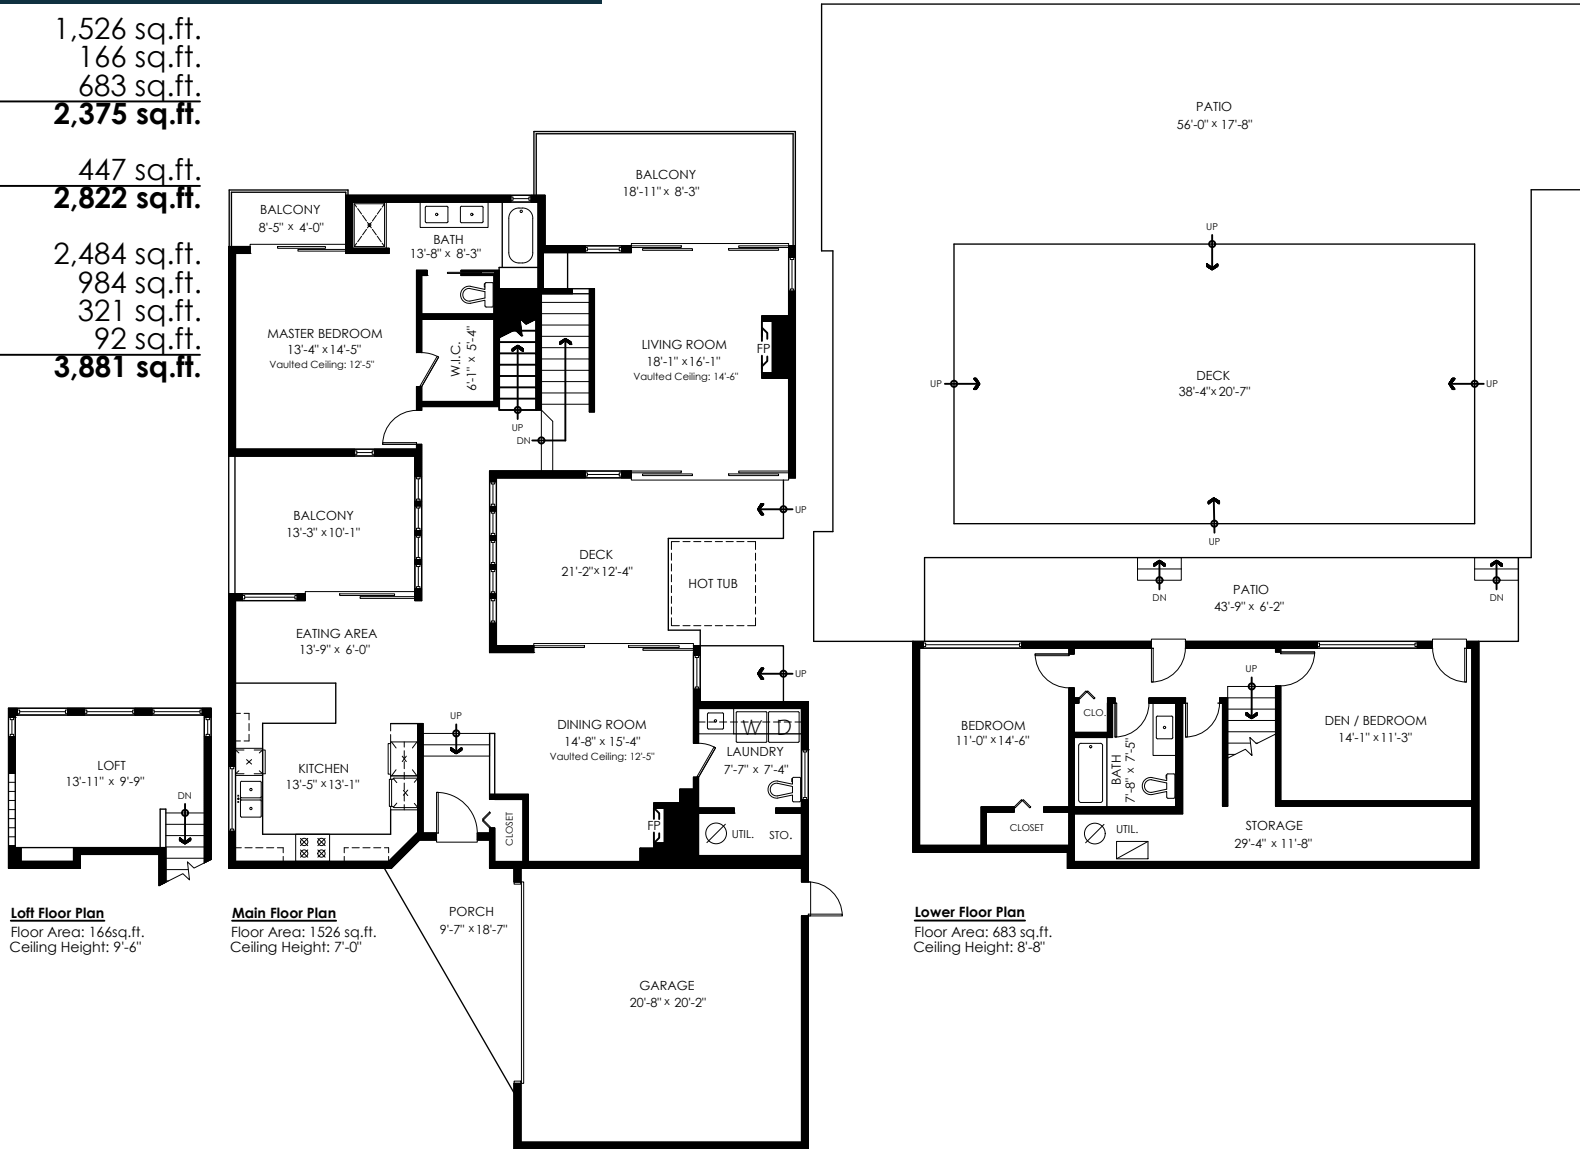 1,526 sq.ft.
166 sq.ft.
683 sq.ft.
2,375 sq.ft.
447 sq.ft.
2,822 sq.ft.
2,484 sq.ft.
984 sq.ft.
321 sq.ft.
92 sq.ft.
3,881 sq.ft.
LOFT
13'-11" x 9'-9"
DN
Loft Floor Plan
Floor Area: 166sq.ft.
Ceiling Height: 9'-6"
BALCONY
8'-5" x 4'-0"
BATH
13'-8" x 8'-3"
BALCONY
18'-11" x 8'-3"
MASTER BEDROOM
13'-4" x 14'-5"
Vaulted Ceiling: 12'-5"
W.I.C.
6'-1" x 5'-4"
UP
DN
LIVING ROOM
18'-1" x 16'-1"
Vaulted Ceiling: 14'-6"
FP
BALCONY
13'-3" x 10'-1"
DECK
21'-2" x 12'-4"
UP
HOT TUB
EATING AREA
13'-9" x 6'-0"
UP
KITCHEN
13'-5" x 13'-1"
UP
DINING ROOM
14'-8" x 15'-4"
Vaulted Ceiling: 12'-5"
W
D
LAUNDRY
7'-7" x 7'-4"
CLOSET
FP
UTIL.
STO.
PORCH
9'-7" x 18'-7"
GARAGE
20'-8" x 20'-2"
Main Floor Plan
Floor Area: 1526 sq.ft.
Ceiling Height: 7'-0"
PATIO
56'-0" x 17'-8"
UP
UP
DECK
38'-4" x 20'-7"
UP
UP
DN
PATIO
43'-9" x 6'-2"
DN
BEDROOM
11'-0" x 14'-6"
CLO.
BATH
7'-8" x 7'-5"
UP
DEN / BEDROOM
14'-1" x 11'-3"
CLOSET
UTIL.
STORAGE
29'-4" x 11'-8"
Lower Floor Plan
Floor Area: 683 sq.ft.
Ceiling Height: 8'-8"